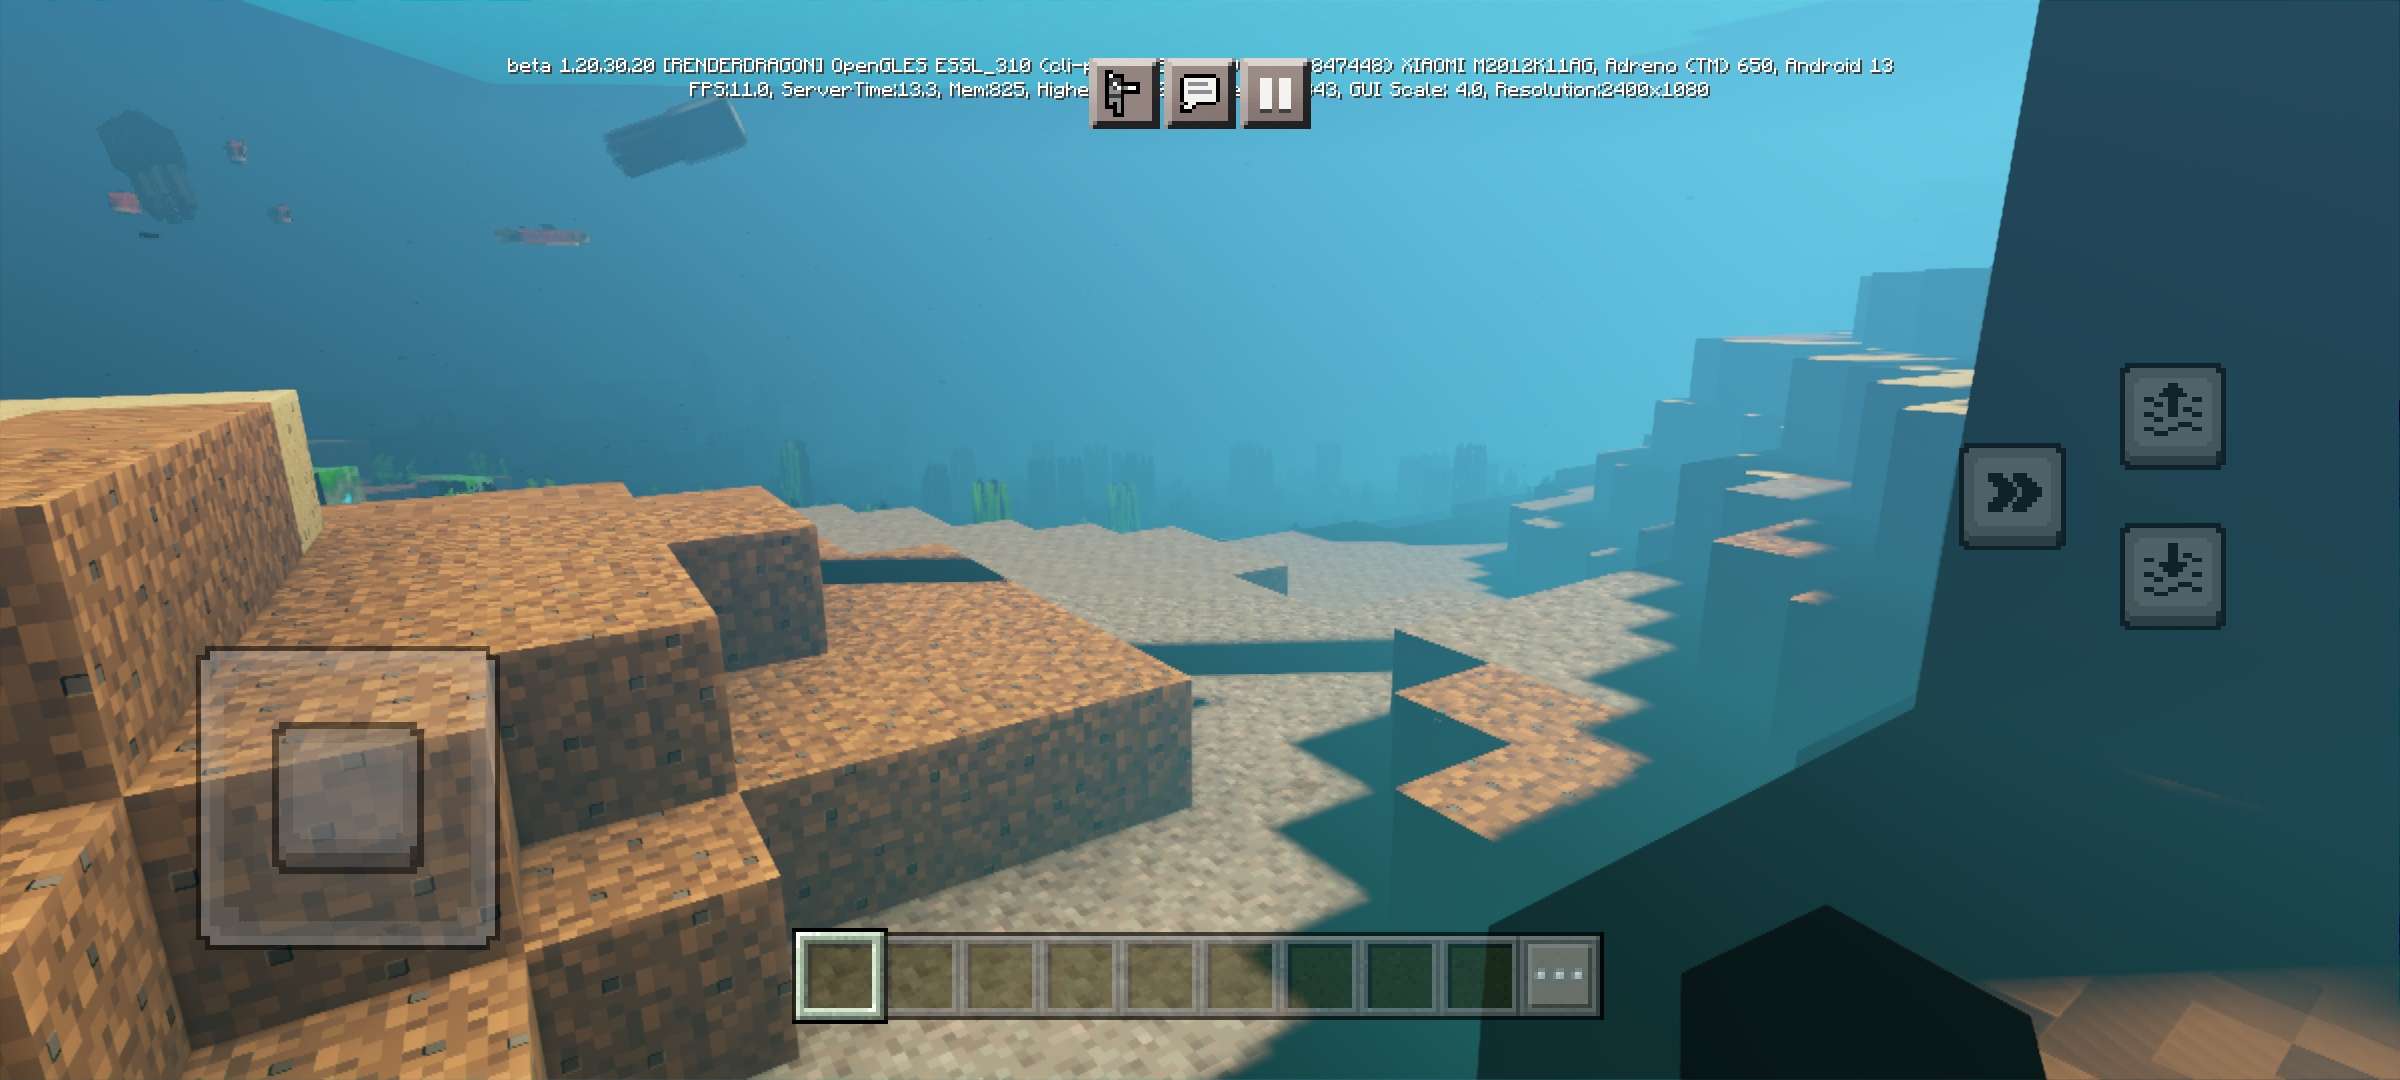 beta 1.20.30.20 [RENDERDRAGON] OpenGLES ESSL_310 847448) XIAOMI M2012K11AG, Adreno (TM) 650, Android 13
FPS:11.0, ServerTime:13.3, Mem:825, Highe 43, GUI Scale: 4.0, Resolution:2400x1080